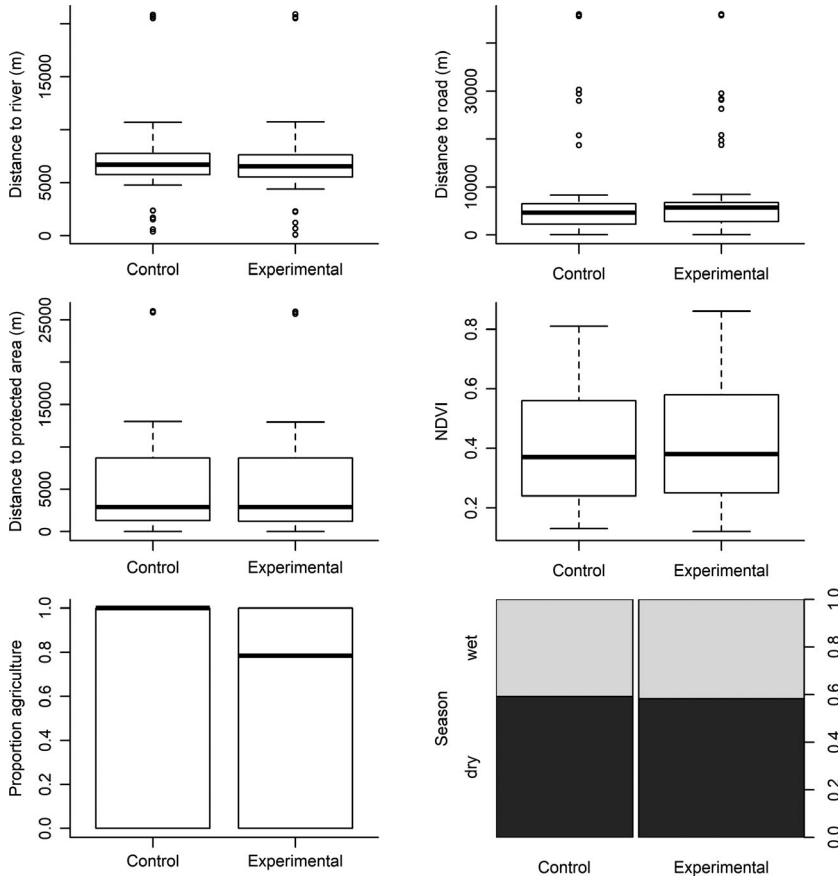 Distance to river (m)
15000
5000
0
Control
Experimental
Distance to road (m)
30000
10000
0
Control
Experimental
Distance to protected area (m)
25000
15000
5000
0
Control
Experimental
NDVI
0.8
0.6
0.4
0.2
Control
Experimental
Proportion agriculture
1.0
0.8
0.6
0.4
0.2
0.0
Control
Experimental
Season
wet
dry
1.0
0.8
0.6
0.4
0.2
0.0
Control
Experimental